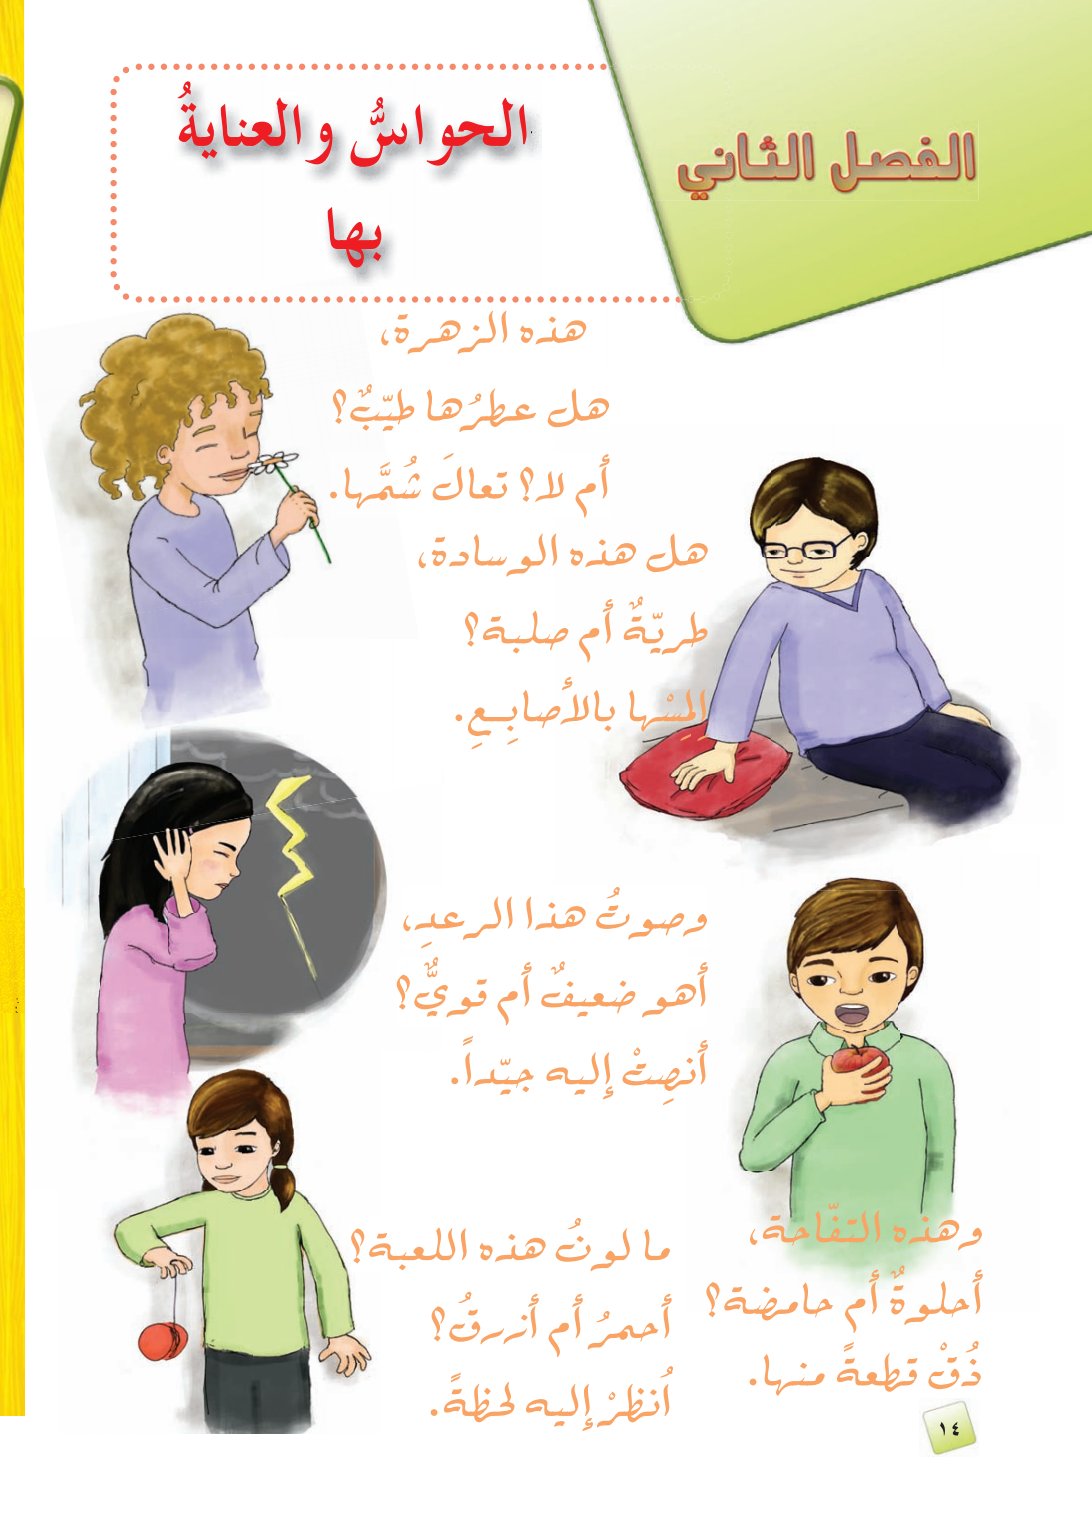 الفصل الثاني
الحواسُّ والعنايةُ
بها
هذه الزهرة،
هل عطرُها طيّبٌ؟
أم لا؟ تعالَ شُمَّها.
هل هذه الوسادة،
طريّةٌ أم صلبة؟
اِلمِسْها بالأصابِعِ.
وصوتُ هذا الرعدِ،
أهو ضعيفٌ أم قويٌّ؟
أنصِتْ إليه جيّداً.
وهذه التفّاحة،
أحلوةٌ أم حامضة؟
ذُقْ قطعةً منها.
ما لونُ هذه اللعبة؟
أحمرُ أم أزرقُ؟
اُنظرْ إليه لحظةً.
١٤